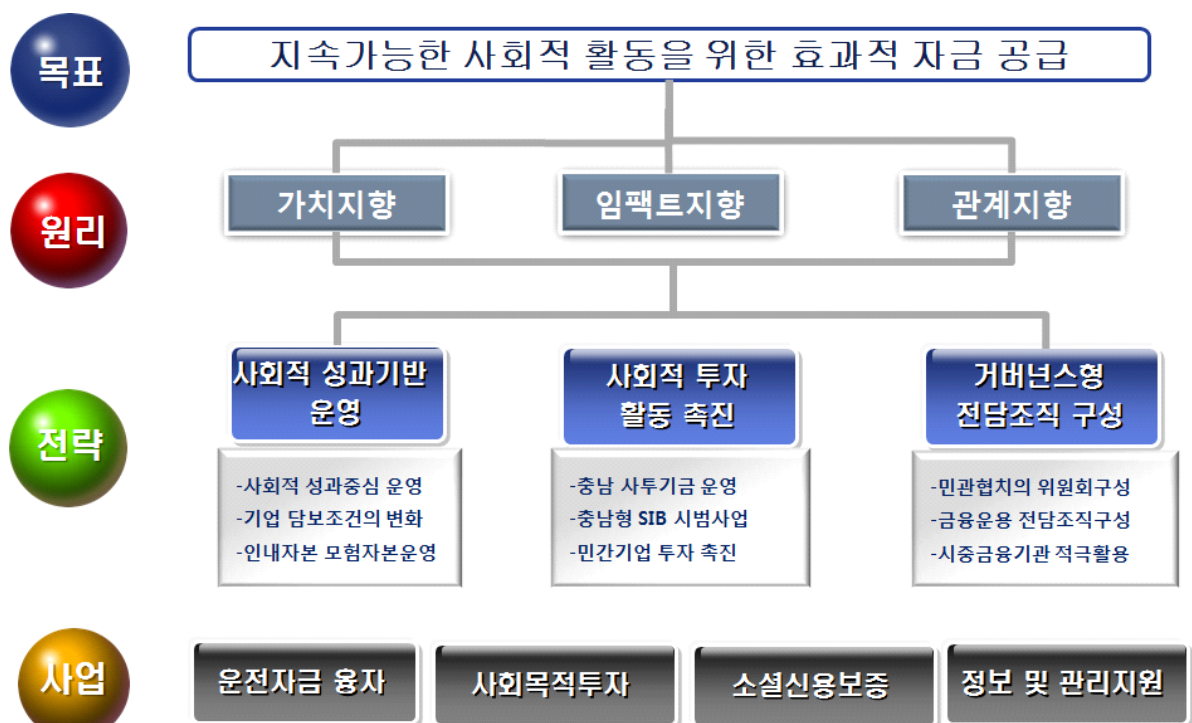 목표
지속가능한 사회적 활동을 위한 효과적 자금 공급
원리
가치지향
임팩트지향
관계지향
전략
사회적 성과기반
운영
-사회적 성과중심 운영
-기업 담보조건의 변화
-인내자본 모험자본운영
사회적 투자
활동 촉진
-충남 사투기금 운영
-충남형 SIB 시범사업
-민간기업 투자 촉진
거버넌스형
전담조직 구성
-민관협치의 위원회구성
-금융운용 전담조직구성
-시중금융기관 적극활용
사업
운전자금 융자
사회목적투자
소셜신용보증
정보 및 관리지원